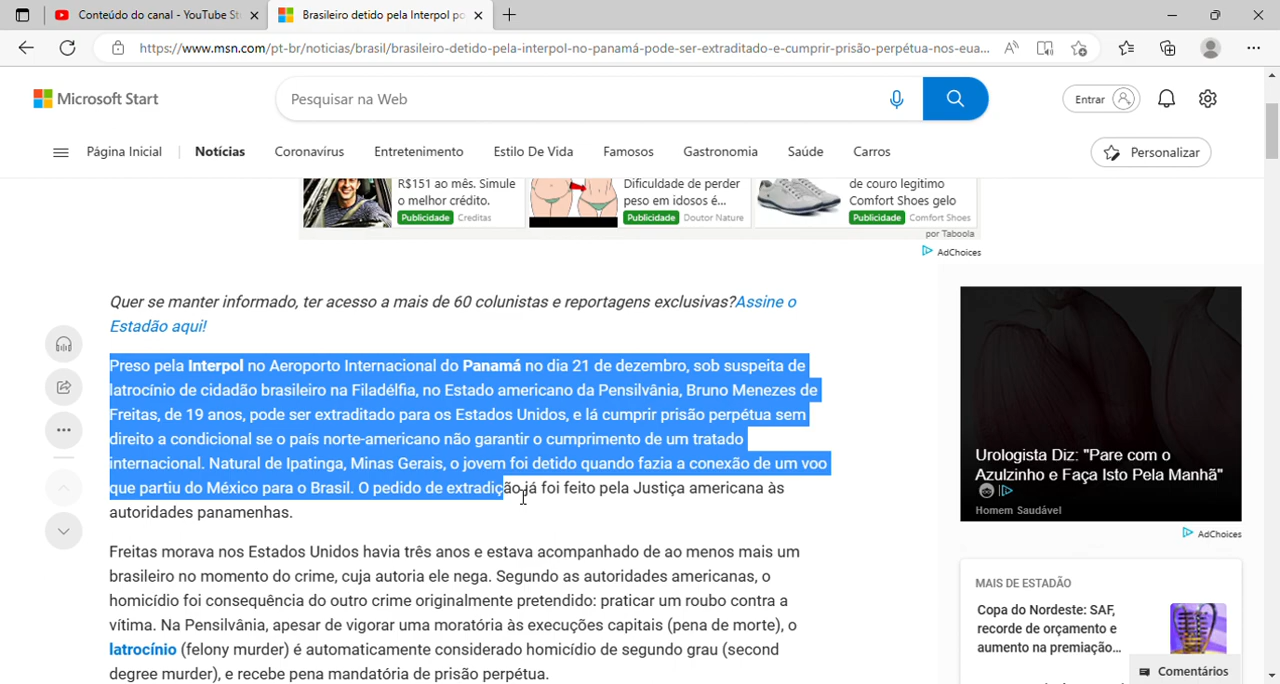 Conteúdo do canal - YouTube St
Brasileiro detido pela Interpol po
https://www.msn.com/pt-br/noticias/brasil/brasileiro-detido-pela-interpol-no-panamá-pode-ser-extraditado-e-cumprir-prisão-perpétua-nos-eua...
Microsoft Start
Pesquisar na Web
Entrar
Página Inicial
Notícias
Coronavírus
Entretenimento
Estilo De Vida
Famosos
Gastronomia
Saúde
Carros
Personalizar
R$151 ao mês. Simule
o melhor crédito.
Publicidade Creditas
Dificuldade de perder
peso em idosos é...
Publicidade Doutor Nature
de couro legítimo
Comfort Shoes gelo
Publicidade Comfort Shoes
por Taboola
AdChoices
Quer se manter informado, ter acesso a mais de 60 colunistas e reportagens exclusivas?Assine o
Estadão aqui!
Preso pela Interpol no Aeroporto Internacional do Panamá no dia 21 de dezembro, sob suspeita de
latrocínio de cidadão brasileiro na Filadélfia, no Estado americano da Pensilvânia, Bruno Menezes de
Freitas, de 19 anos, pode ser extraditado para os Estados Unidos, e lá cumprir prisão perpétua sem
direito a condicional se o país norte-americano não garantir o cumprimento de um tratado
internacional. Natural de Ipatinga, Minas Gerais, o jovem foi detido quando fazia a conexão de um voo
que partiu do México para o Brasil. O pedido de extradição já foi feito pela Justiça americana às
autoridades panamenhas.
Freitas morava nos Estados Unidos havia três anos e estava acompanhado de ao menos mais um
brasileiro no momento do crime, cuja autoria ele nega. Segundo as autoridades americanas, o
homicídio foi consequência do outro crime originalmente pretendido: praticar um roubo contra a
vítima. Na Pensilvânia, apesar de vigorar uma moratória às execuções capitais (pena de morte), o
latrocínio (felony murder) é automaticamente considerado homicídio de segundo grau (second
degree murder), e recebe pena mandatória de prisão perpétua.
Urologista Diz: "Pare com o
Azulzinho e Faça Isto Pela Manhã"
Homem Saudável
AdChoices
MAIS DE ESTADÃO
Copa do Nordeste: SAF,
recorde de orçamento e
aumento na premiação...
Comentários